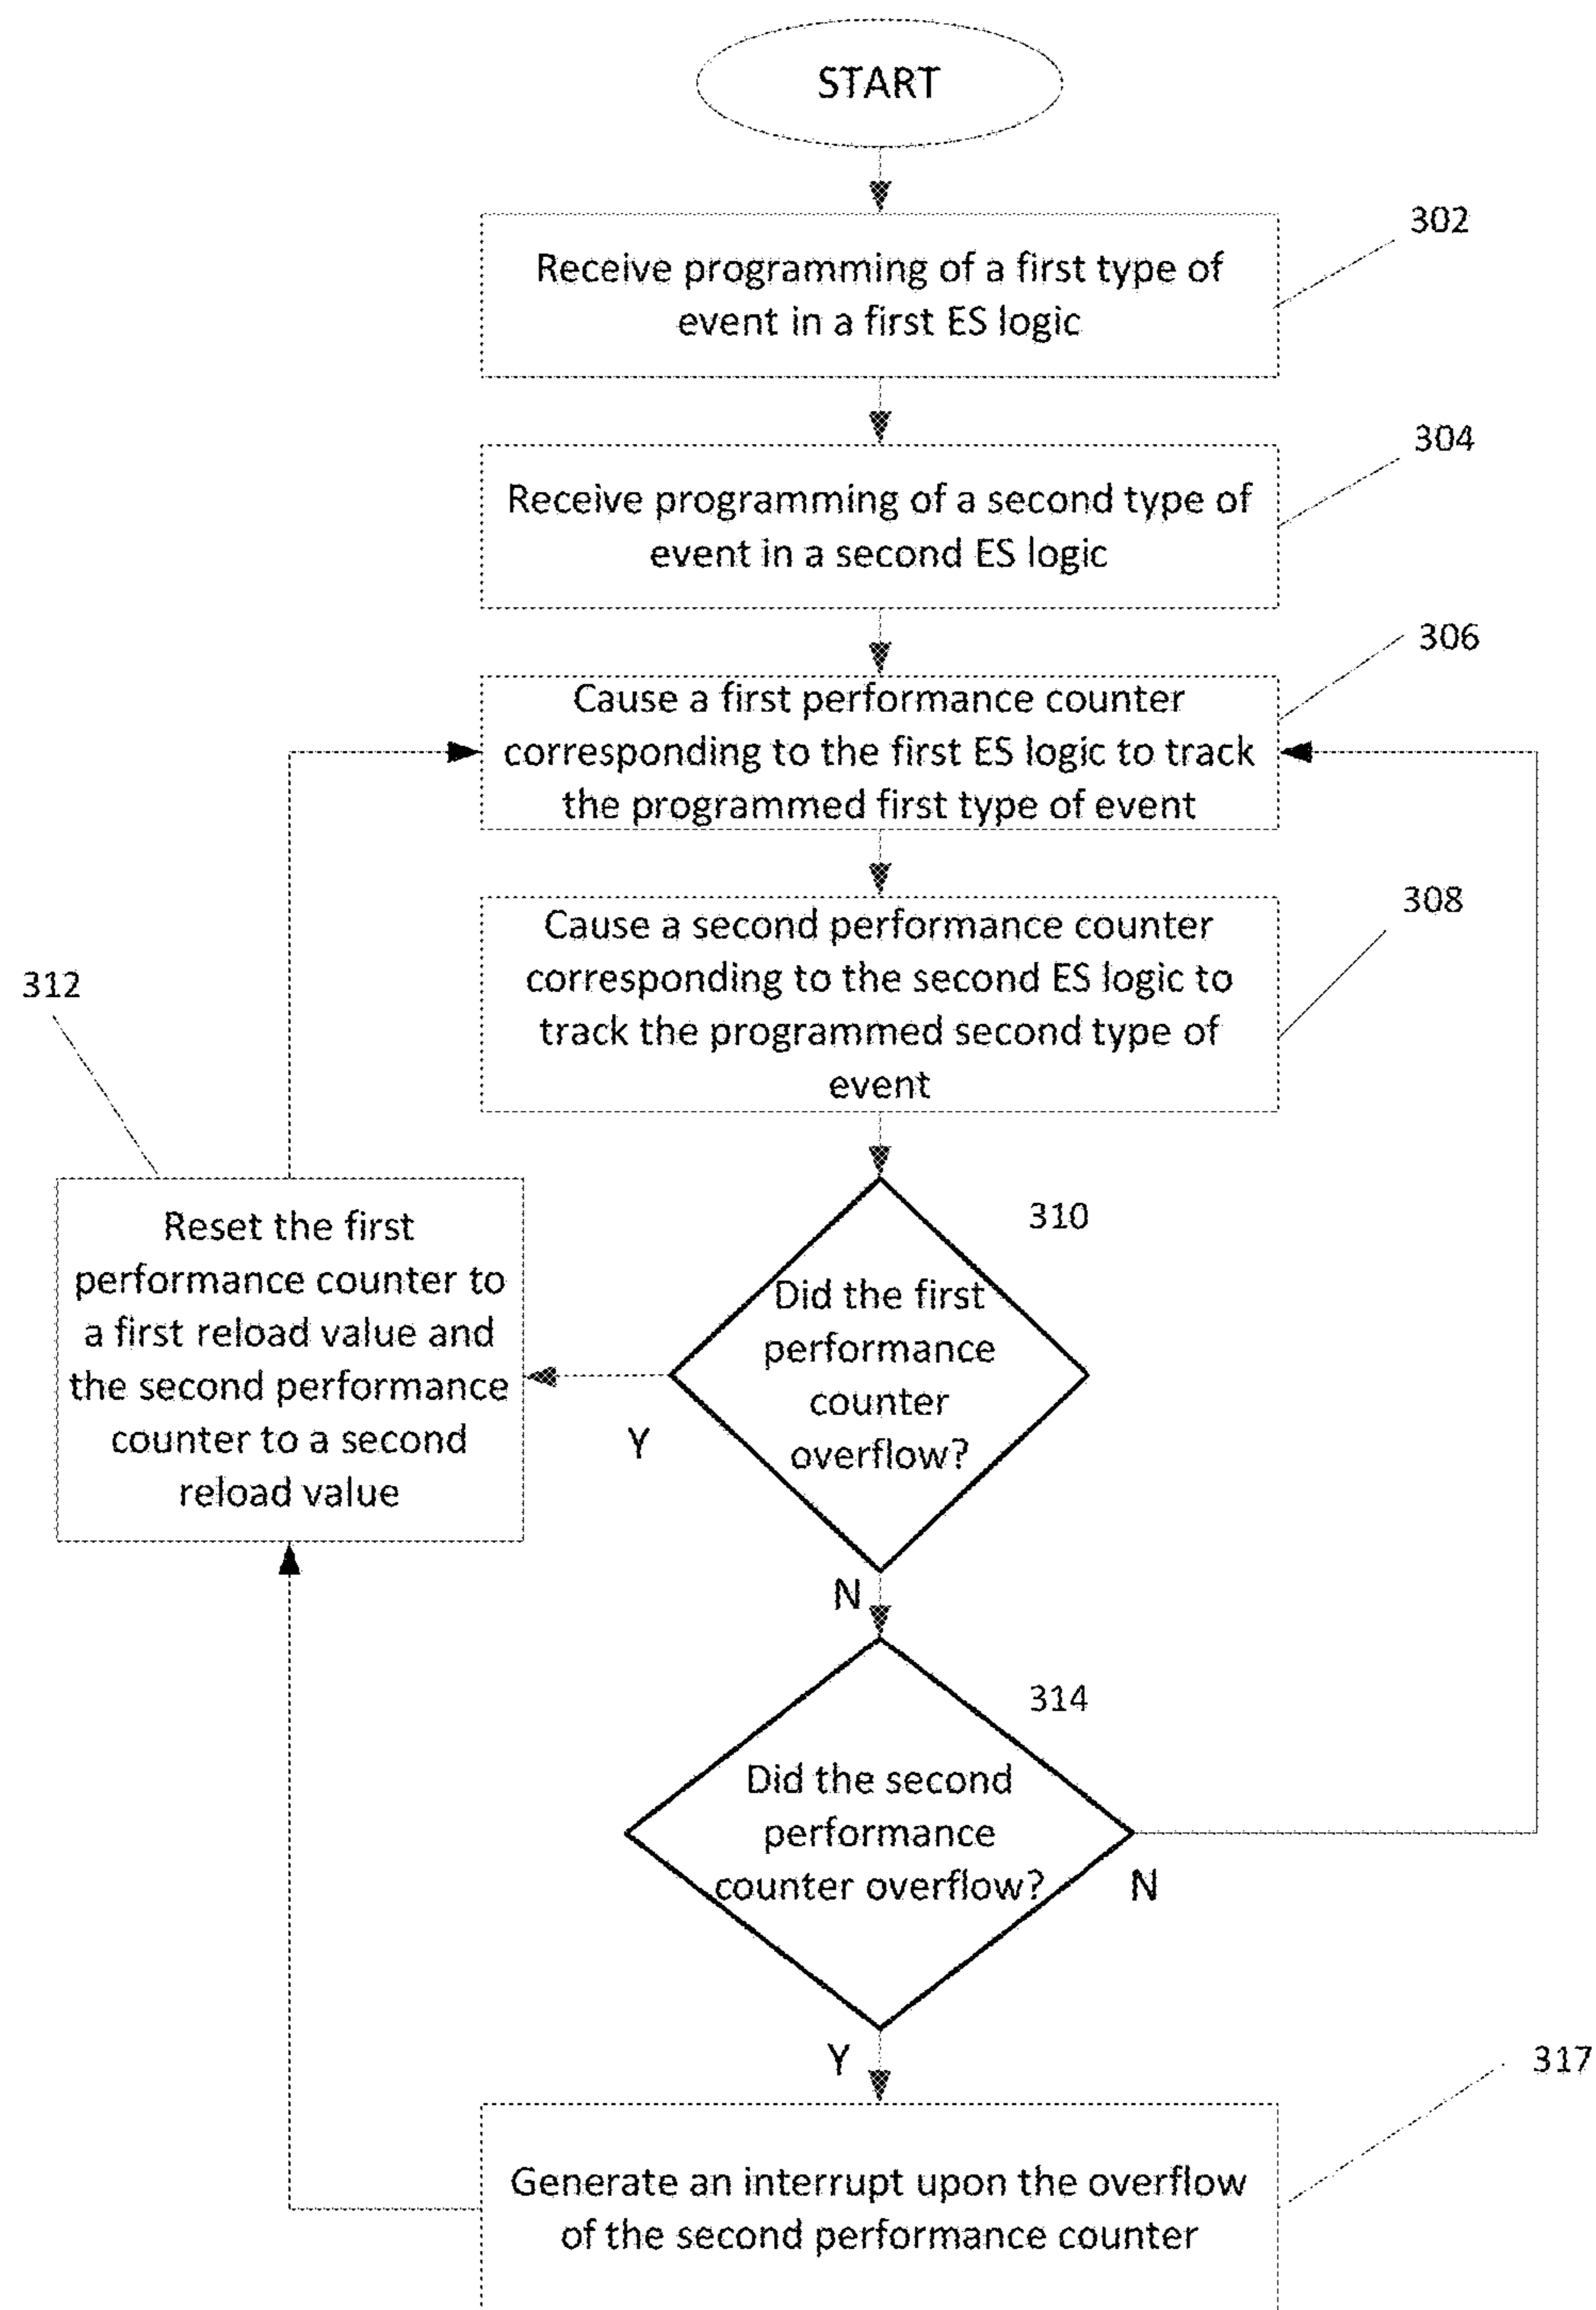 START
302
Receive programming of a first type of
event in a first ES logic
304
Receive programming of a second type of
event in a second ES logic
306
Cause a first performance counter
corresponding to the first ES logic to track
the programmed first type of event
308
Cause a second performance counter
corresponding to the second ES logic to
track the programmed second type of
event
312
Reset the first
performance counter to
a first reload value and
the second performance
counter to a second
reload value
310
Did the first
performance
counter
overflow?
Y
N
314
Did the second
performance
counter overflow?
N
Y
317
Generate an interrupt upon the overflow
of the second performance counter